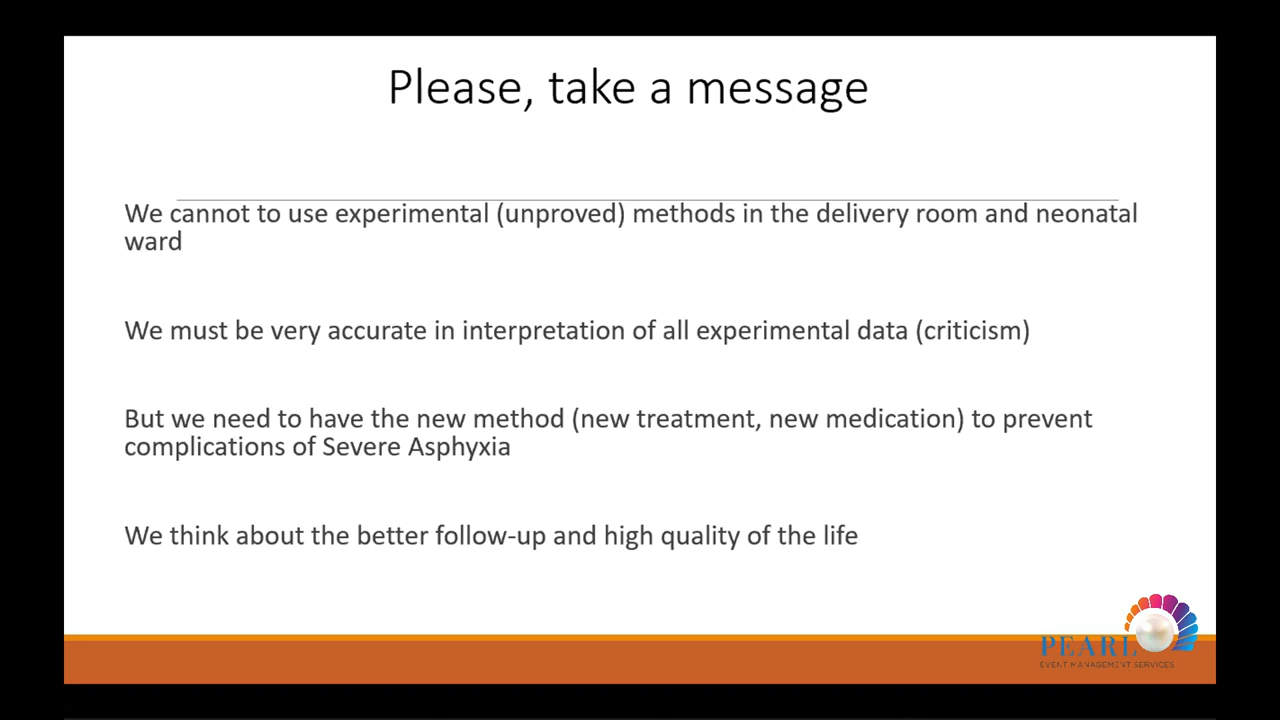 Please, take a message
We cannot to use experimental (unproved) methods in the delivery room and neonatal
ward
We must be very accurate in interpretation of all experimental data (criticism)
But we need to have the new method (new treatment, new medication) to prevent
complications of Severe Asphyxia
We think about the better follow-up and high quality of the life
PEARL
EVENT MANAGEMENT SERVICES